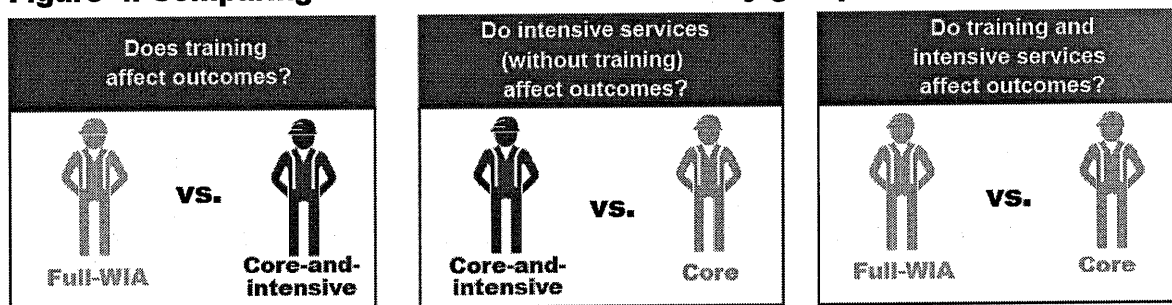 Does training
affect outcomes?
vs.
Full-WIA
Core-and-
intensive
Do intensive services
(without training)
affect outcomes?
vs.
Core-and-
intensive
Core
Do training and
intensive services
affect outcomes?
vs.
Full-WIA
Core